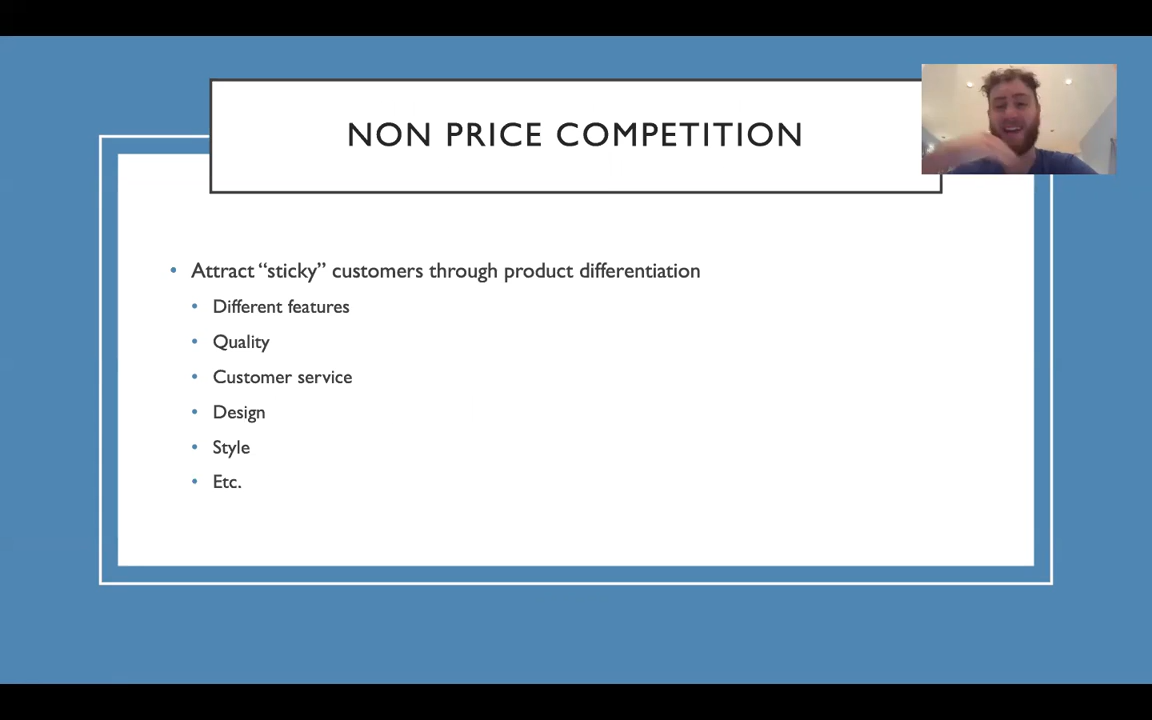 NON PRICE COMPETITION
• Attract “sticky” customers through product differentiation
• Different features
• Quality
• Customer service
• Design
• Style
• Etc.